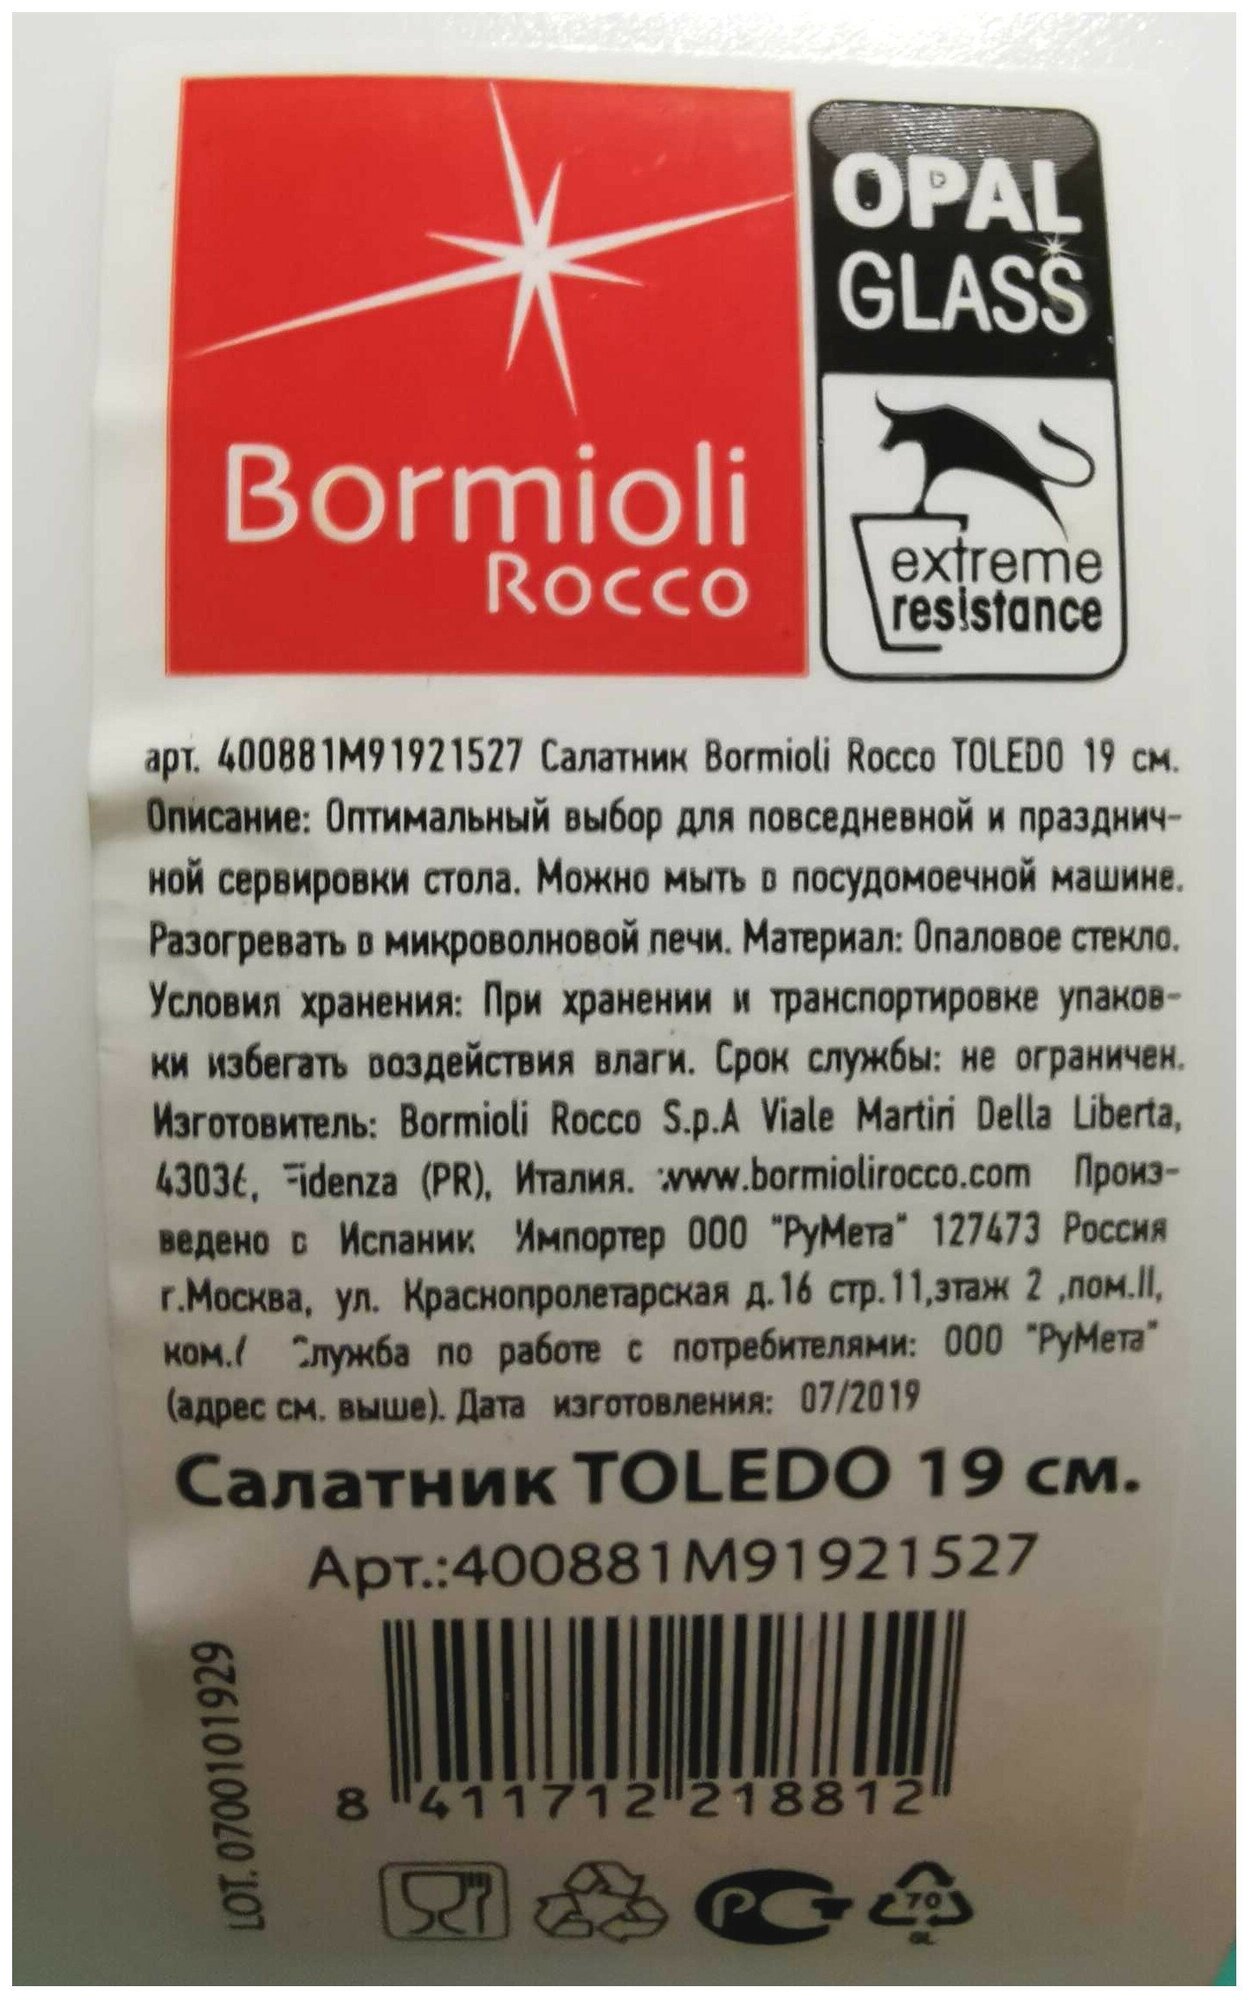 Bormioli
Rocco
OPAL
GLASS
extreme
resistance
арт. 400881M91921527 Салатник Bormioli Rocco TOLEDO 19 см.
Описание: Оптимальный выбор для повседневной и празднич-
ной сервировки стола. Можно мыть в посудомоечной машине.
Разогревать в микроволновой печи. Материал: Опаловое стекло.
Условия хранения: При хранении и транспортировке упаков-
ки избегать воздействия влаги. Срок службы: не ограничен.
Изготовитель: Bormioli Rocco S.p.A Viale Martiri Della Liberta,
Fidenza (PR), Италия. www.bormiolirocco.com Произ-
ведено в Испании. Импортер ООО "РуМета" 127473 Россия
г.Москва, ул. Краснопролетарская д.16 стр.11,этаж 2 ,пом.II,
ком. Служба по работе с потребителями: ООО "РуМета"
(адрес см. выше). Дата изготовления: 07/2019
Салатник TOLEDO 19 см.
Арт.:400881M91921527
LOT. 0700101929
8 411712 218812
PCT
70
GL